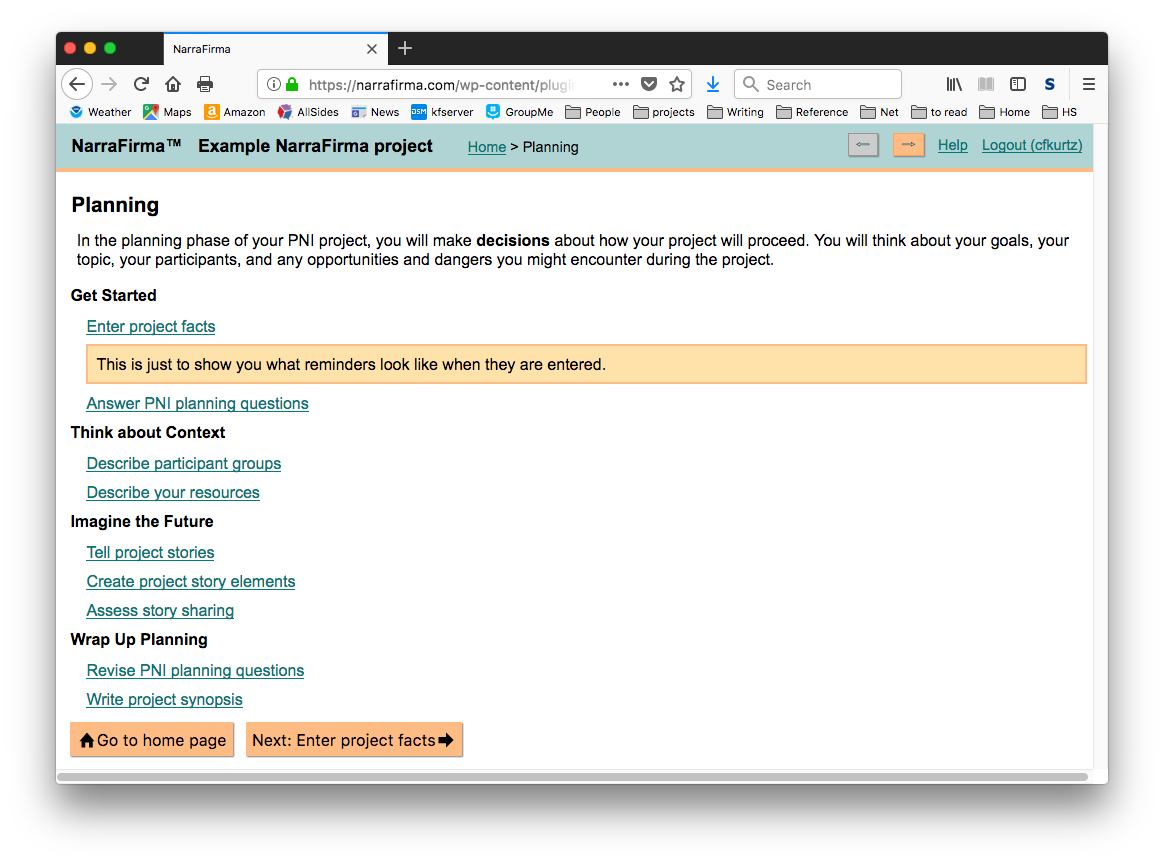 NarraFirma
https://narrafirma.com/wp-content/plugi
Search
Weather
Maps
Amazon
AllSides
News
DSM kfserver
GroupMe
People
projects
Writing
Reference
Net
to read
Home
HS
NarraFirma™ Example NarraFirma project Home > Planning Help Logout (cfkurtz)
Planning
In the planning phase of your PNI project, you will make decisions about how your project will proceed. You will think about your goals, your
topic, your participants, and any opportunities and dangers you might encounter during the project.
Get Started
Enter project facts
This is just to show you what reminders look like when they are entered.
Answer PNI planning questions
Think about Context
Describe participant groups
Describe your resources
Imagine the Future
Tell project stories
Create project story elements
Assess story sharing
Wrap Up Planning
Revise PNI planning questions
Write project synopsis
Go to home page
Next: Enter project facts